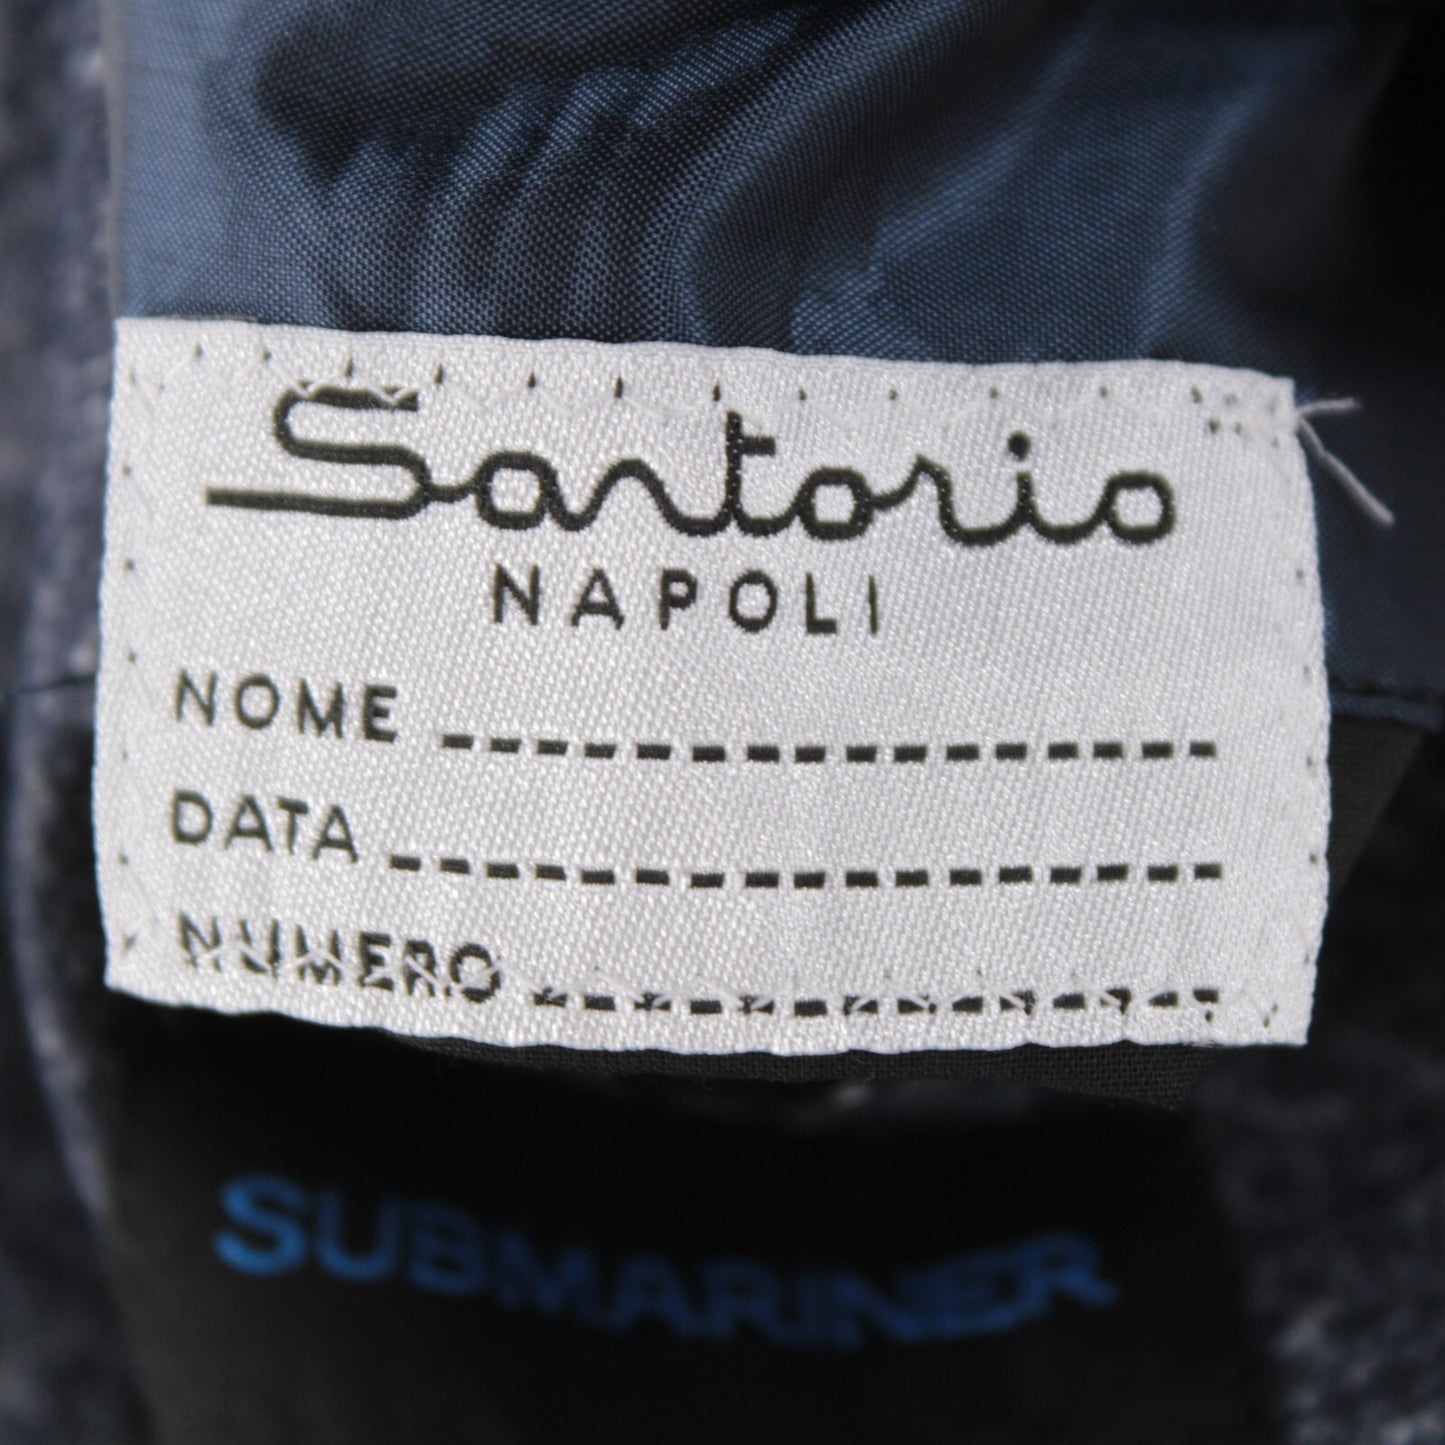 Sartorio
NAPOLI
NOME
DATA
NUMERO
SUBMARINER